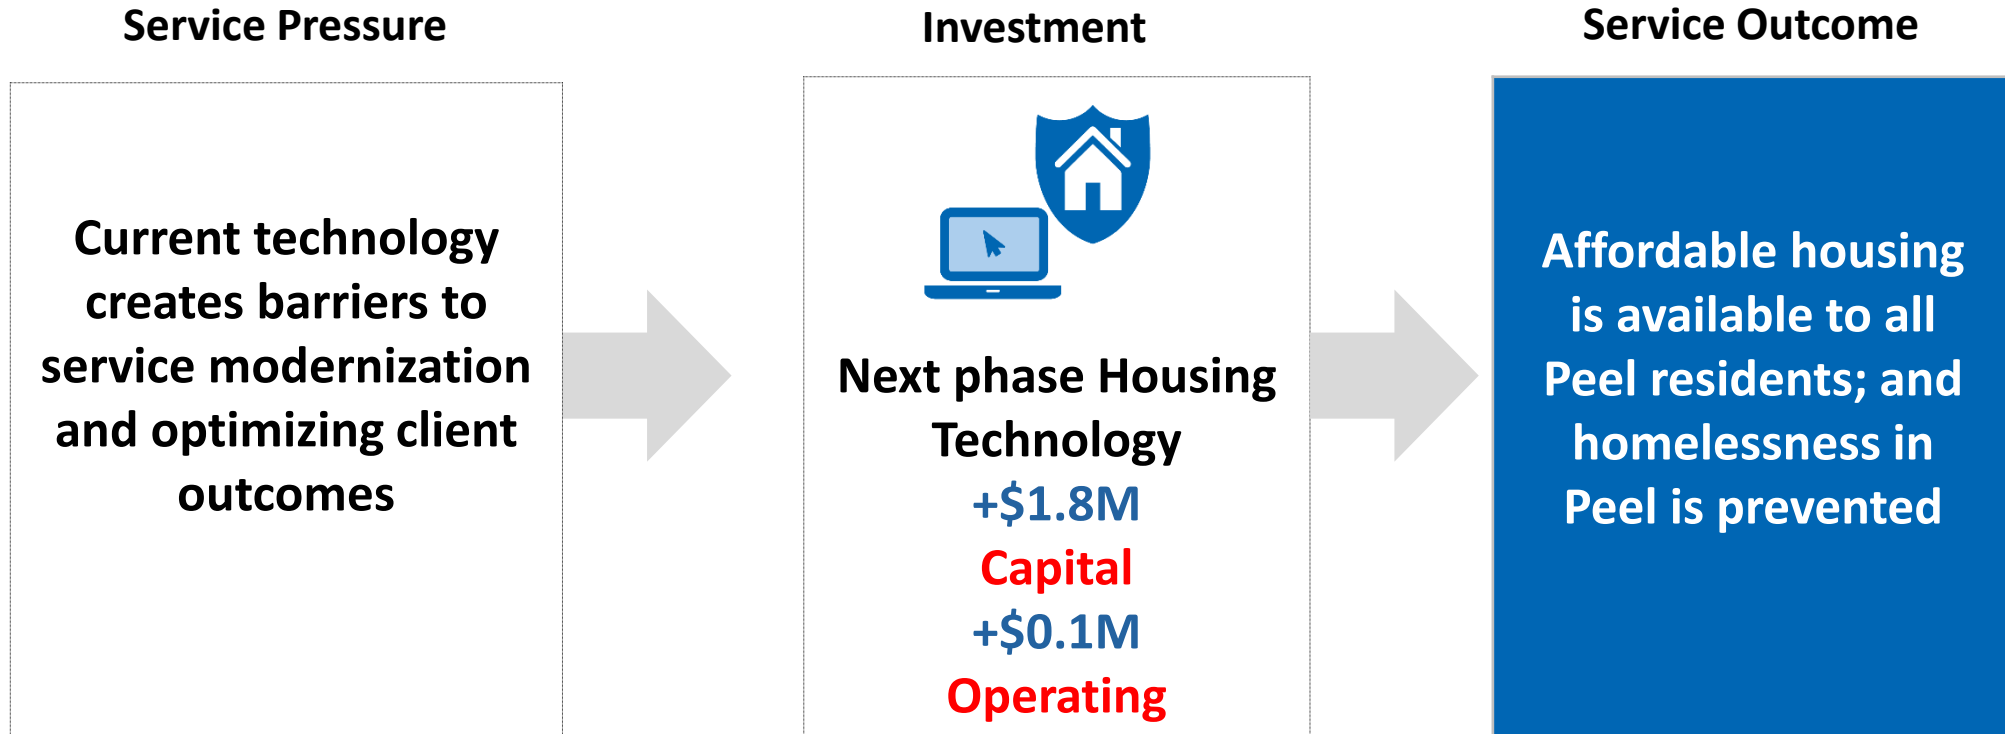 Service Pressure
Current technology
creates barriers to
service modernization
and optimizing client
outcomes
Investment
Next phase Housing
Technology
+$1.8M
Capital
+$0.1M
Operating
Service Outcome
Affordable housing
is available to all
Peel residents; and
homelessness in
Peel is prevented